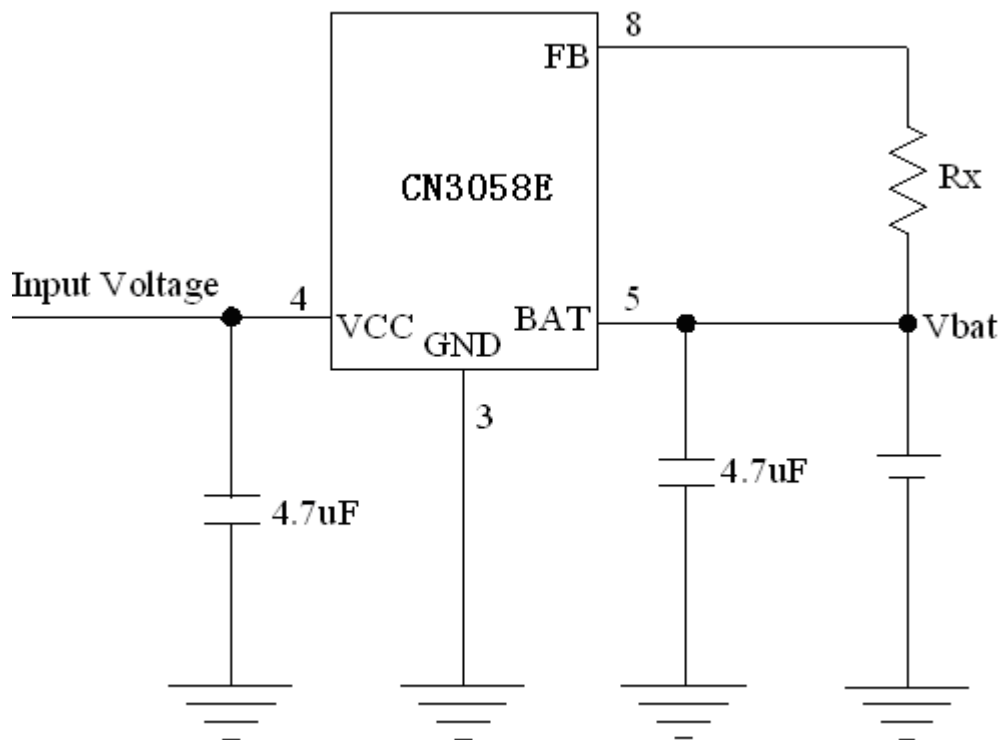 8
FB
CN3058E
Rx
Input Voltage
4
VCC
GND
BAT
5
Vbat
3
4.7uF
4.7uF